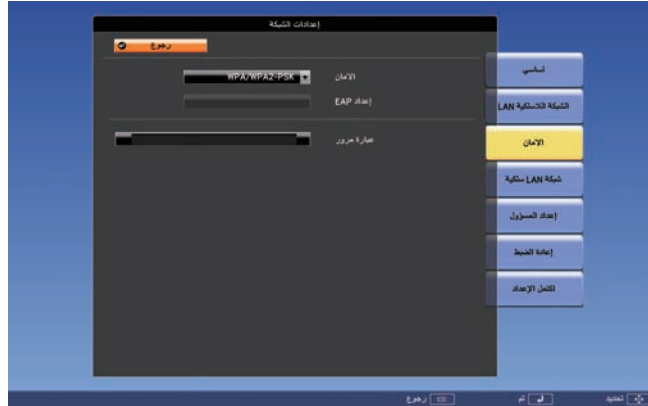 إعدادات الشبكة
رجوع
الأمان WPA/WPA2-PSK
إعداد EAP
عبارة مرور
أساسي
الشبكة اللاسلكية LAN
الأمان
شبكة LAN سلكية
إعداد المسؤول
إعادة الضبط
اكتمل الإعداد
تحديد تم Esc رجوع